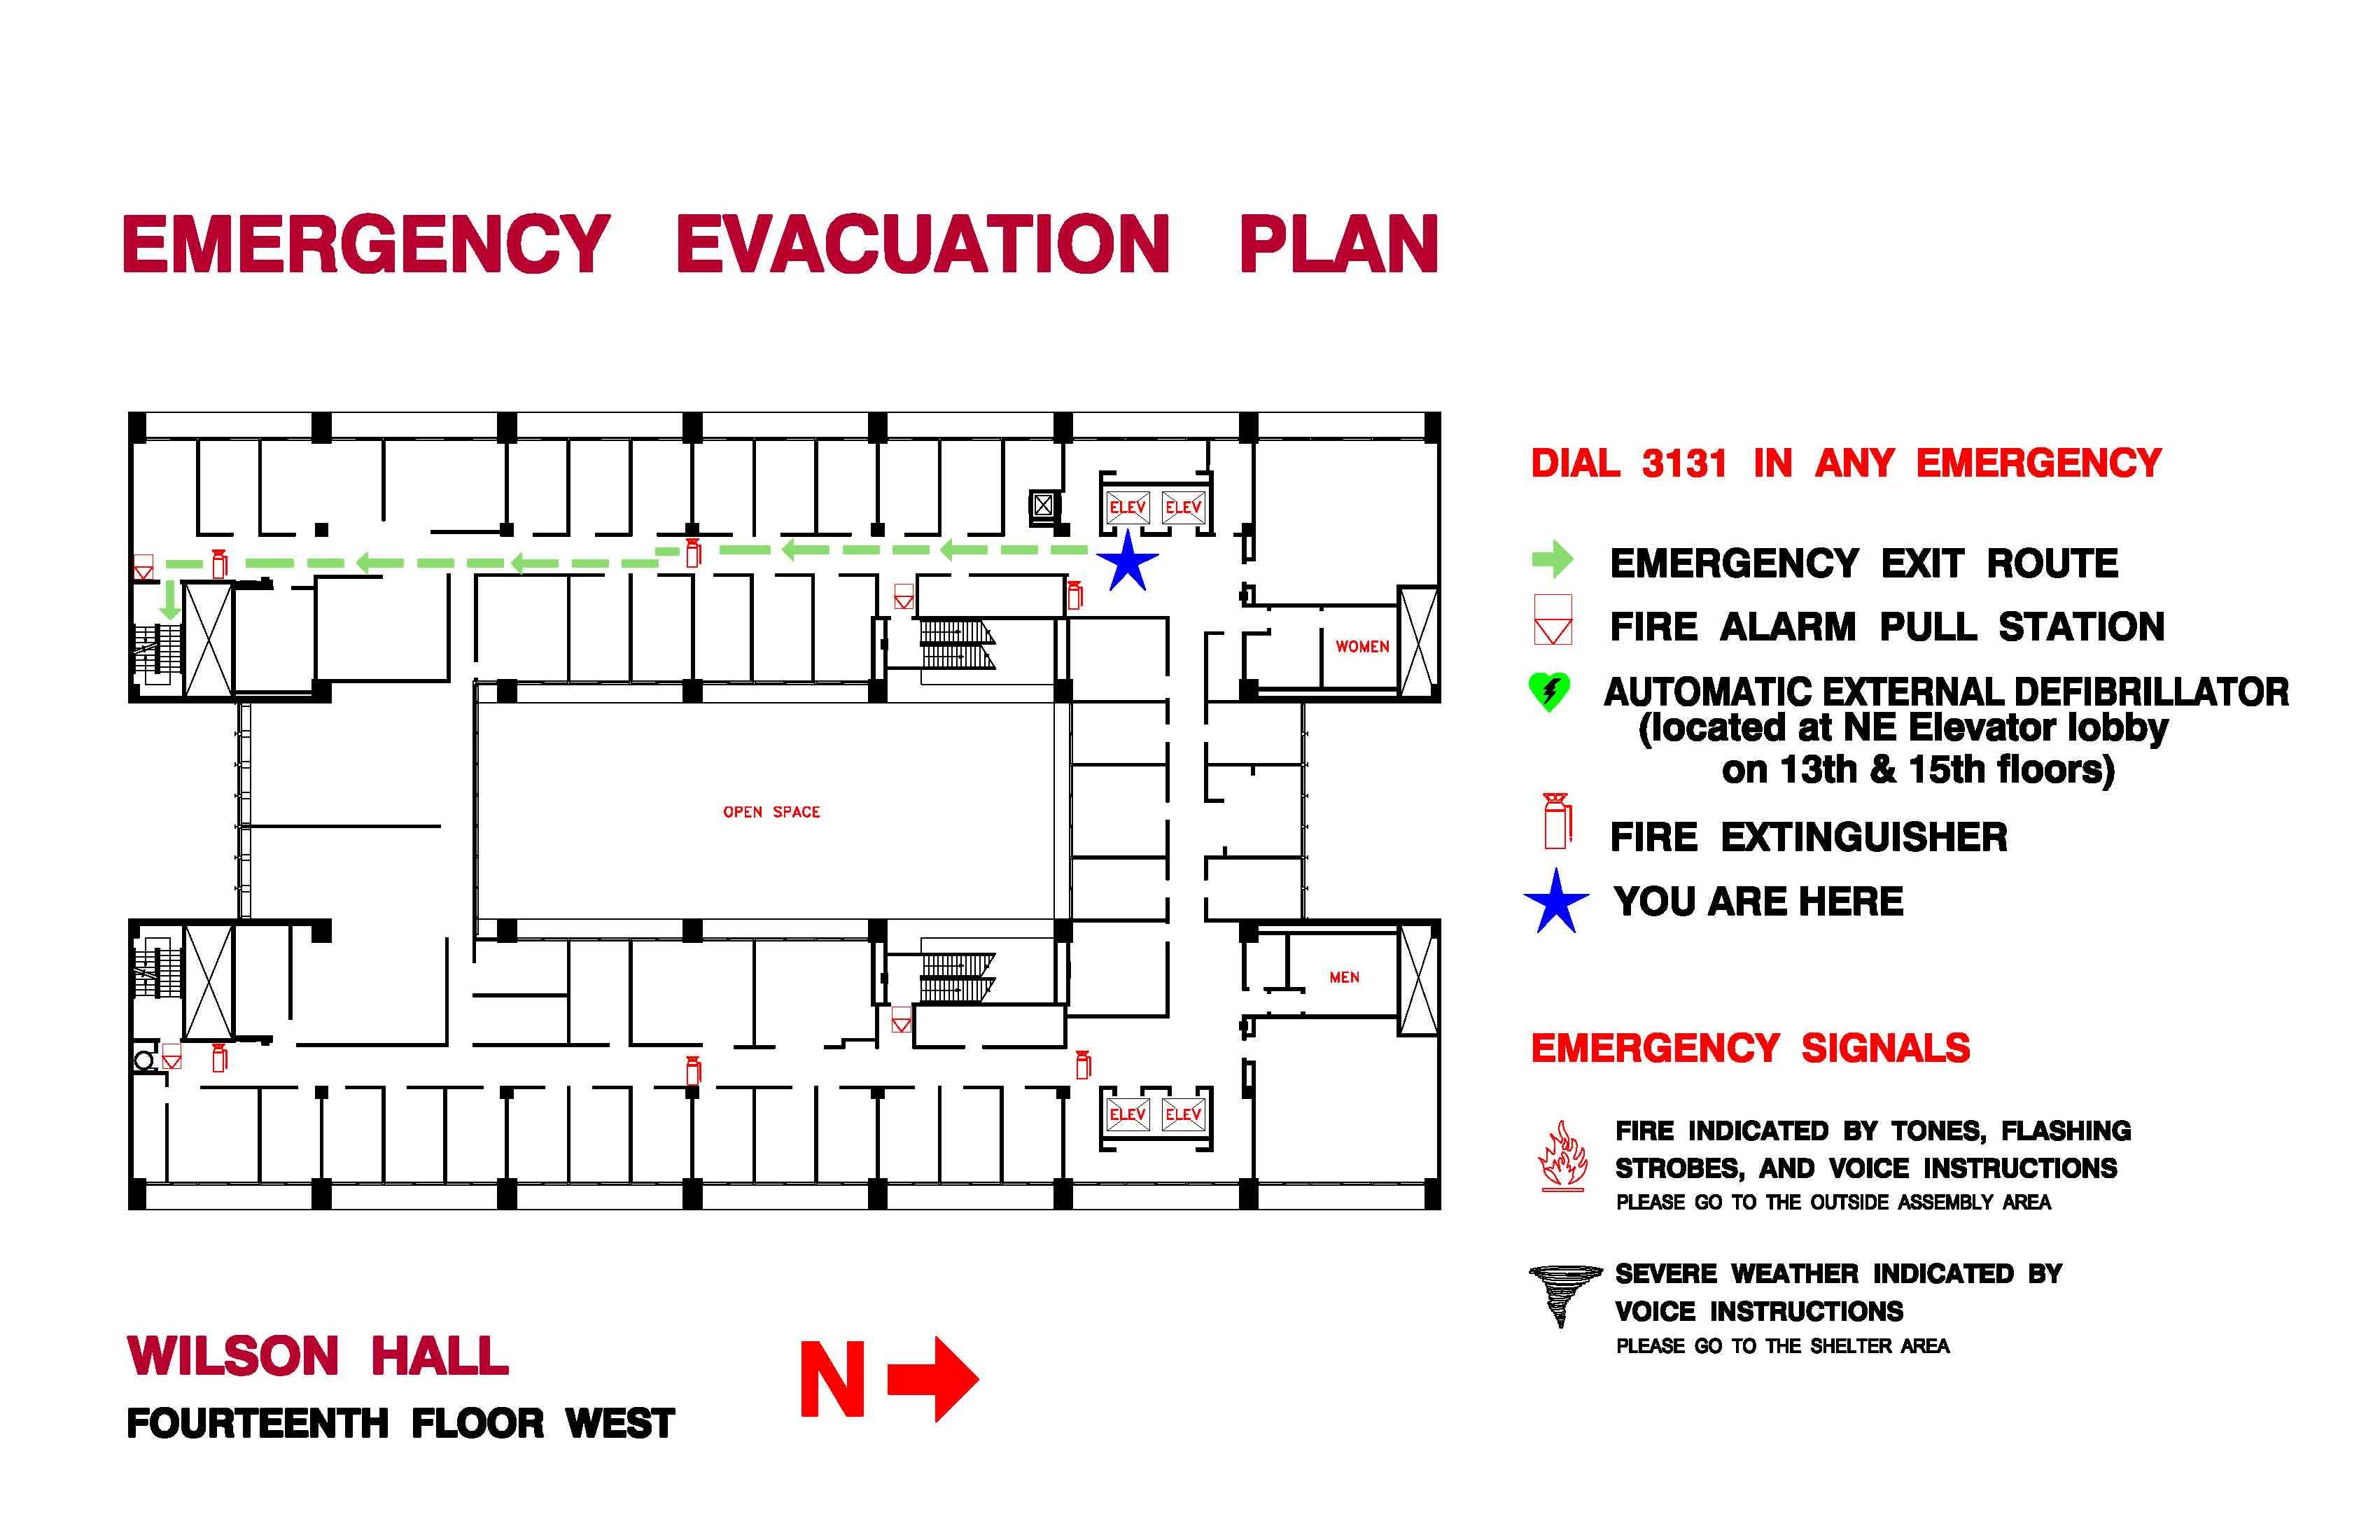 EMERGENCY EVACUATION PLAN
ELEV ELEV
WOMEN
OPEN SPACE
MEN
ELEV ELEV
DIAL 3131 IN ANY EMERGENCY
EMERGENCY EXIT ROUTE
FIRE ALARM PULL STATION
AUTOMATIC EXTERNAL DEFIBRILLATOR
(located at NE Elevator lobby
on 13th & 15th floors)
FIRE EXTINGUISHER
YOU ARE HERE
EMERGENCY SIGNALS
FIRE INDICATED BY TONES, FLASHING
STROBES, AND VOICE INSTRUCTIONS
PLEASE GO TO THE OUTSIDE ASSEMBLY AREA
SEVERE WEATHER INDICATED BY
VOICE INSTRUCTIONS
PLEASE GO TO THE SHELTER AREA
WILSON HALL
FOURTEENTH FLOOR WEST
N